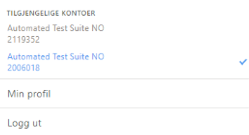 TILGJENGELIGE KONTOER
Automated Test Suite NO
2119352
Automated Test Suite NO
2006018
Min profil
Logg ut